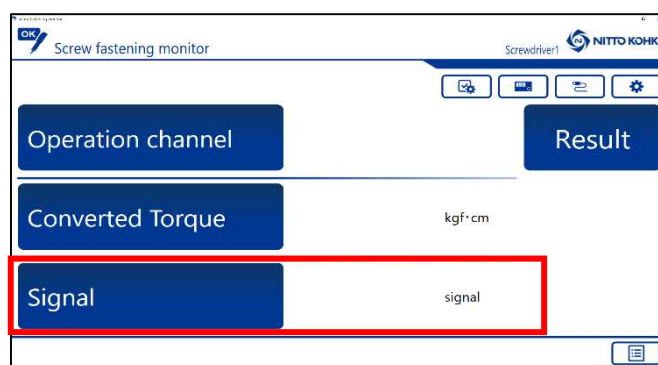 OK
Screw fastening monitor
Screwdriver1
NITTO KOHK
Operation channel
Result
Converted Torque
kgf·cm
Signal
signal